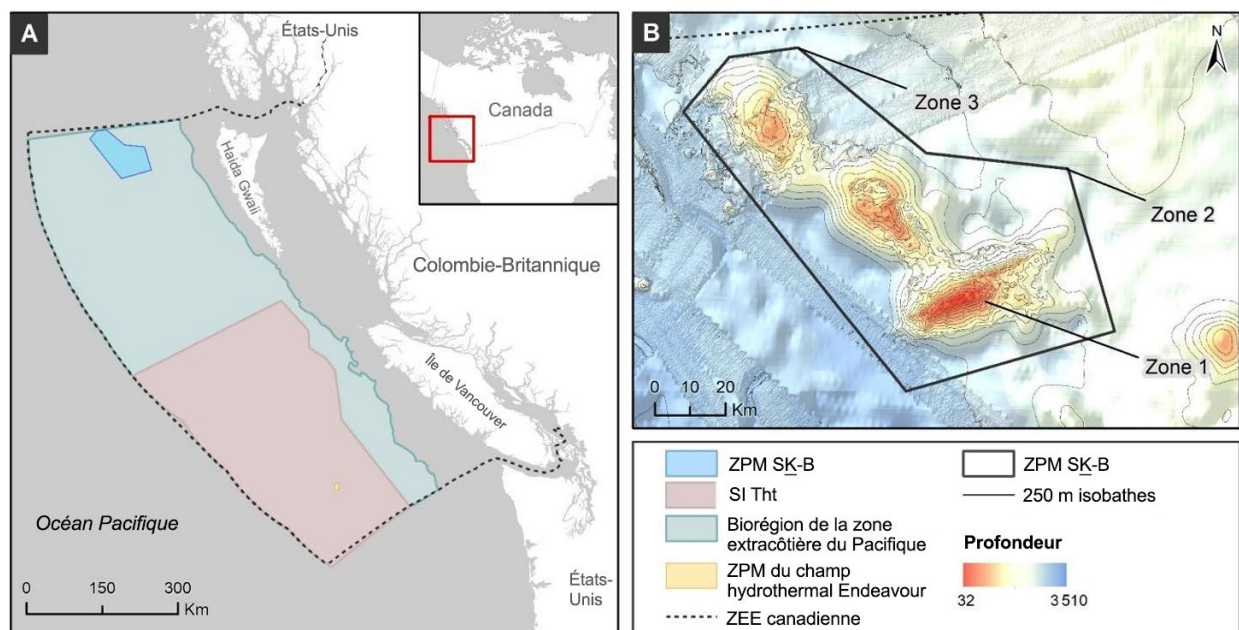 A
États-Unis
Canada
Haida Gwaii
Colombie-Britannique
Île de Vancouver
Océan Pacifique
États-
Unis
0 150 300
Km
B
N
Zone 3
Zone 2
Zone 1
0 10 20
Km
ZPM SK-B
SI Tht
Biorégion de la zone
extracôtière du Pacifique
ZPM du champ
hydrothermal Endeavour
ZEE canadienne
ZPM SK-B
250 m isobathes
Profondeur
32 3 510